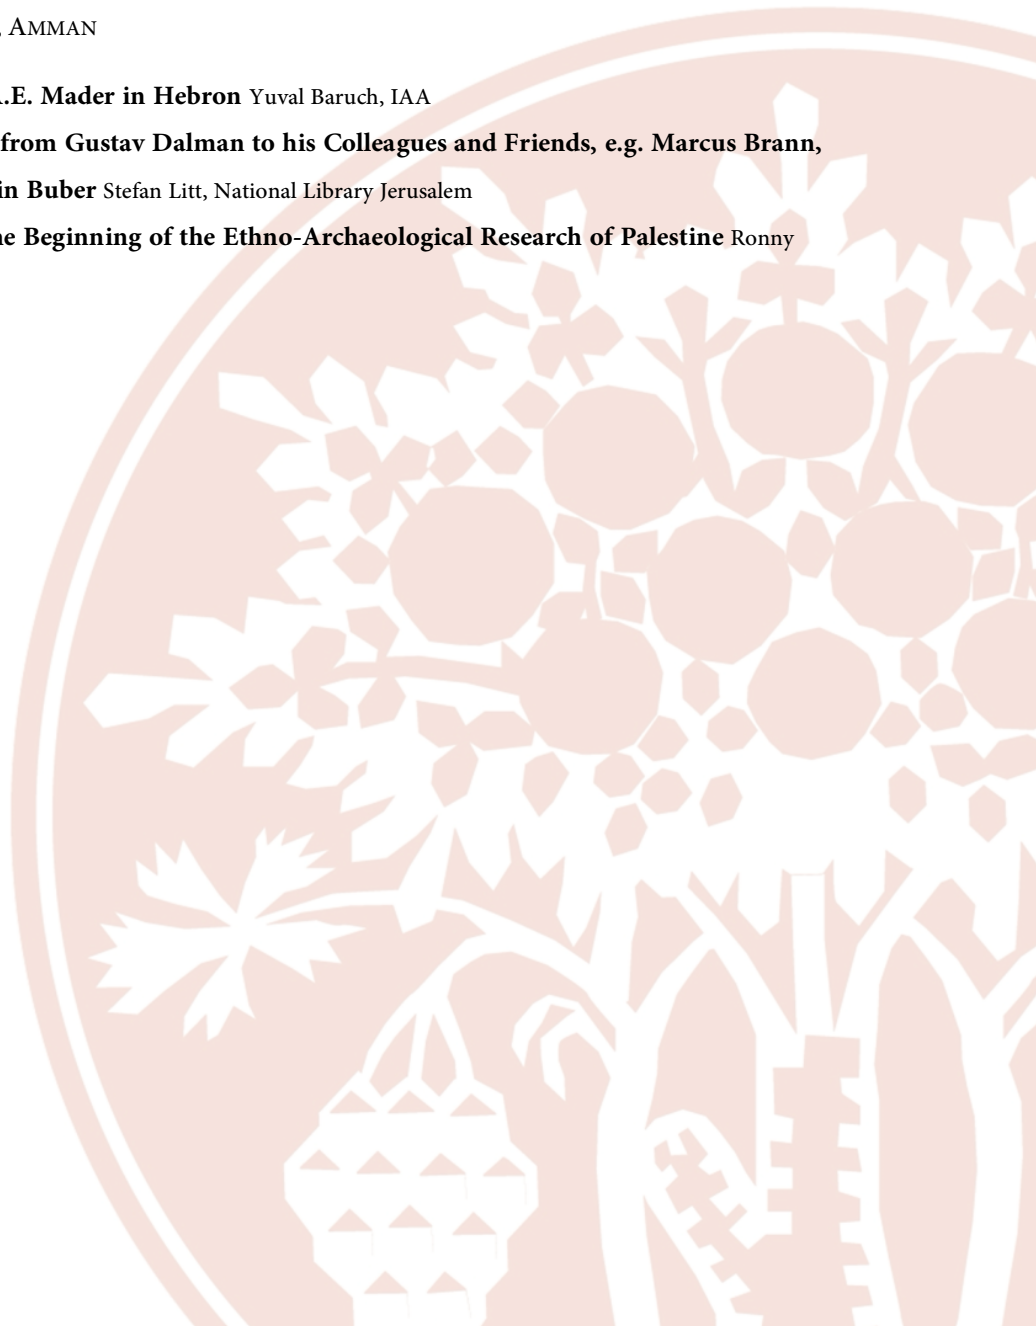 , AMMAN
.E. Mader in Hebron Yuval Baruch, IAA
from Gustav Dalman to his Colleagues and Friends, e.g. Marcus Brann,
in Buber Stefan Litt, National Library Jerusalem
e Beginning of the Ethno-Archaeological Research of Palestine Ronny